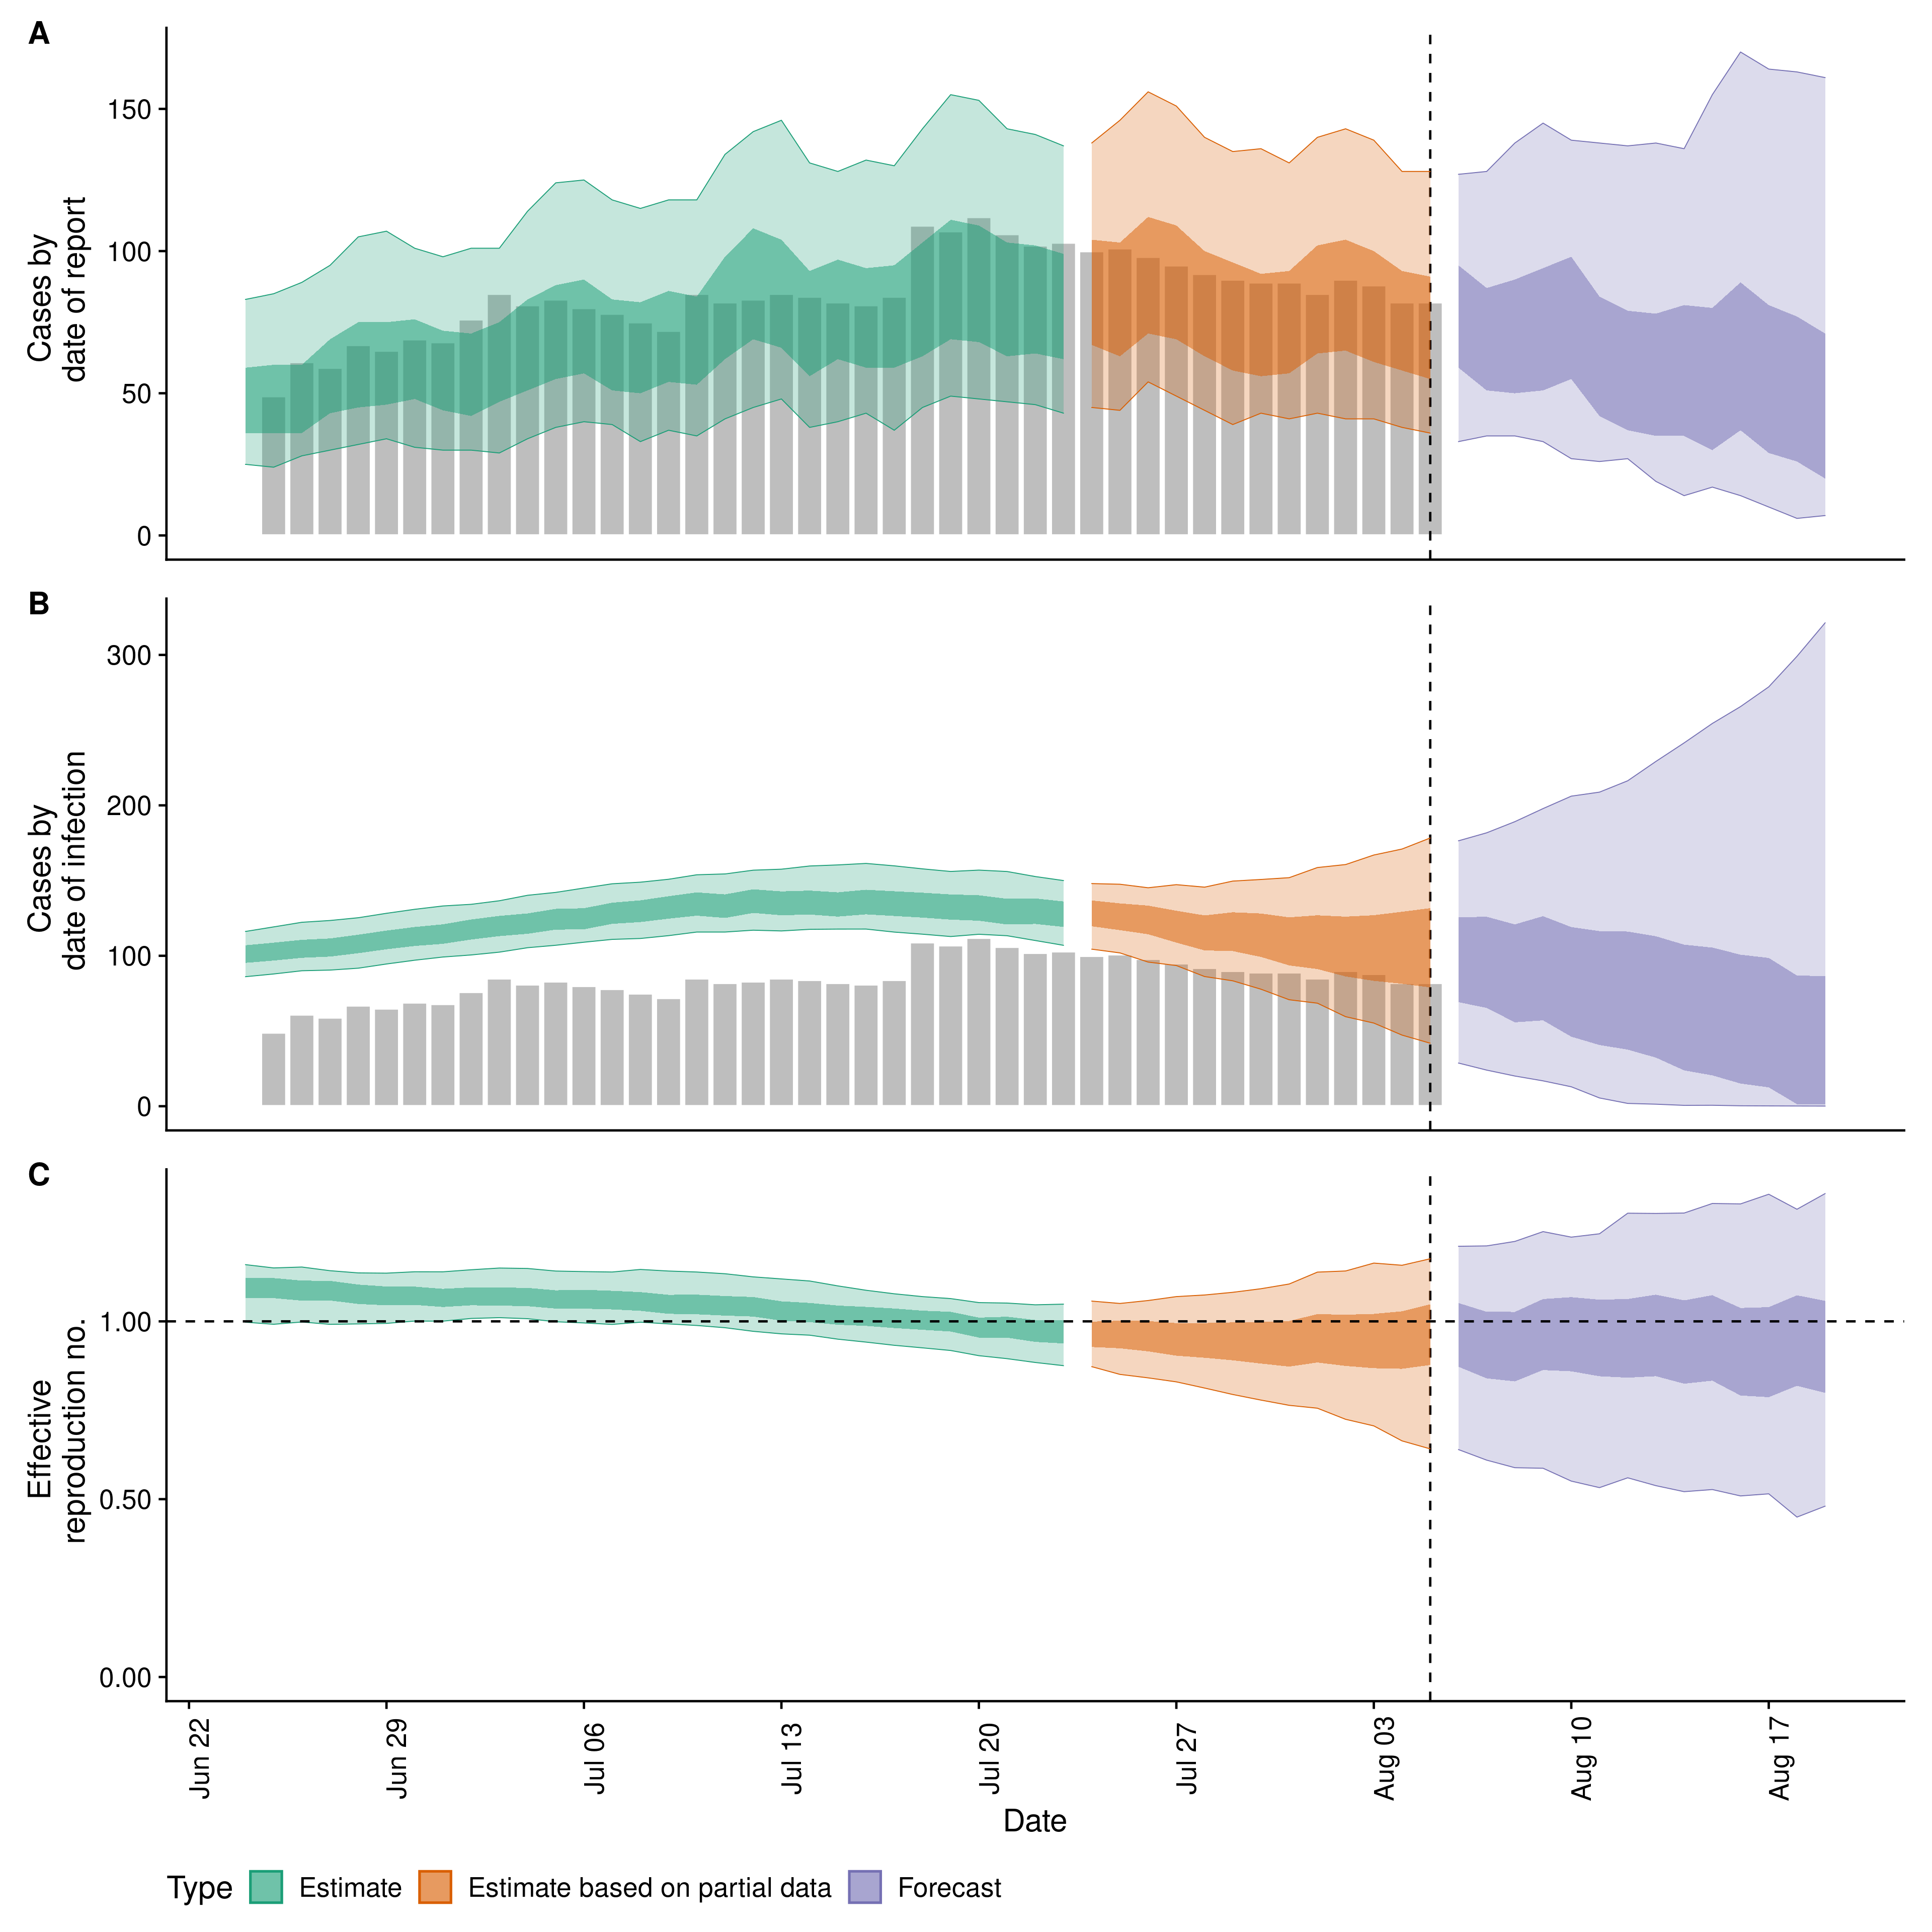 A
Cases by
date of report
150
100
50
0
B
Cases by
date of infection
300
200
100
0
C
Effective
reproduction no.
1.00
0.50
0.00
Jun 22
Jun 29
Jul 06
Jul 13
Jul 20
Jul 27
Aug 03
Aug 10
Aug 17
Date
Type
Estimate
Estimate based on partial data
Forecast